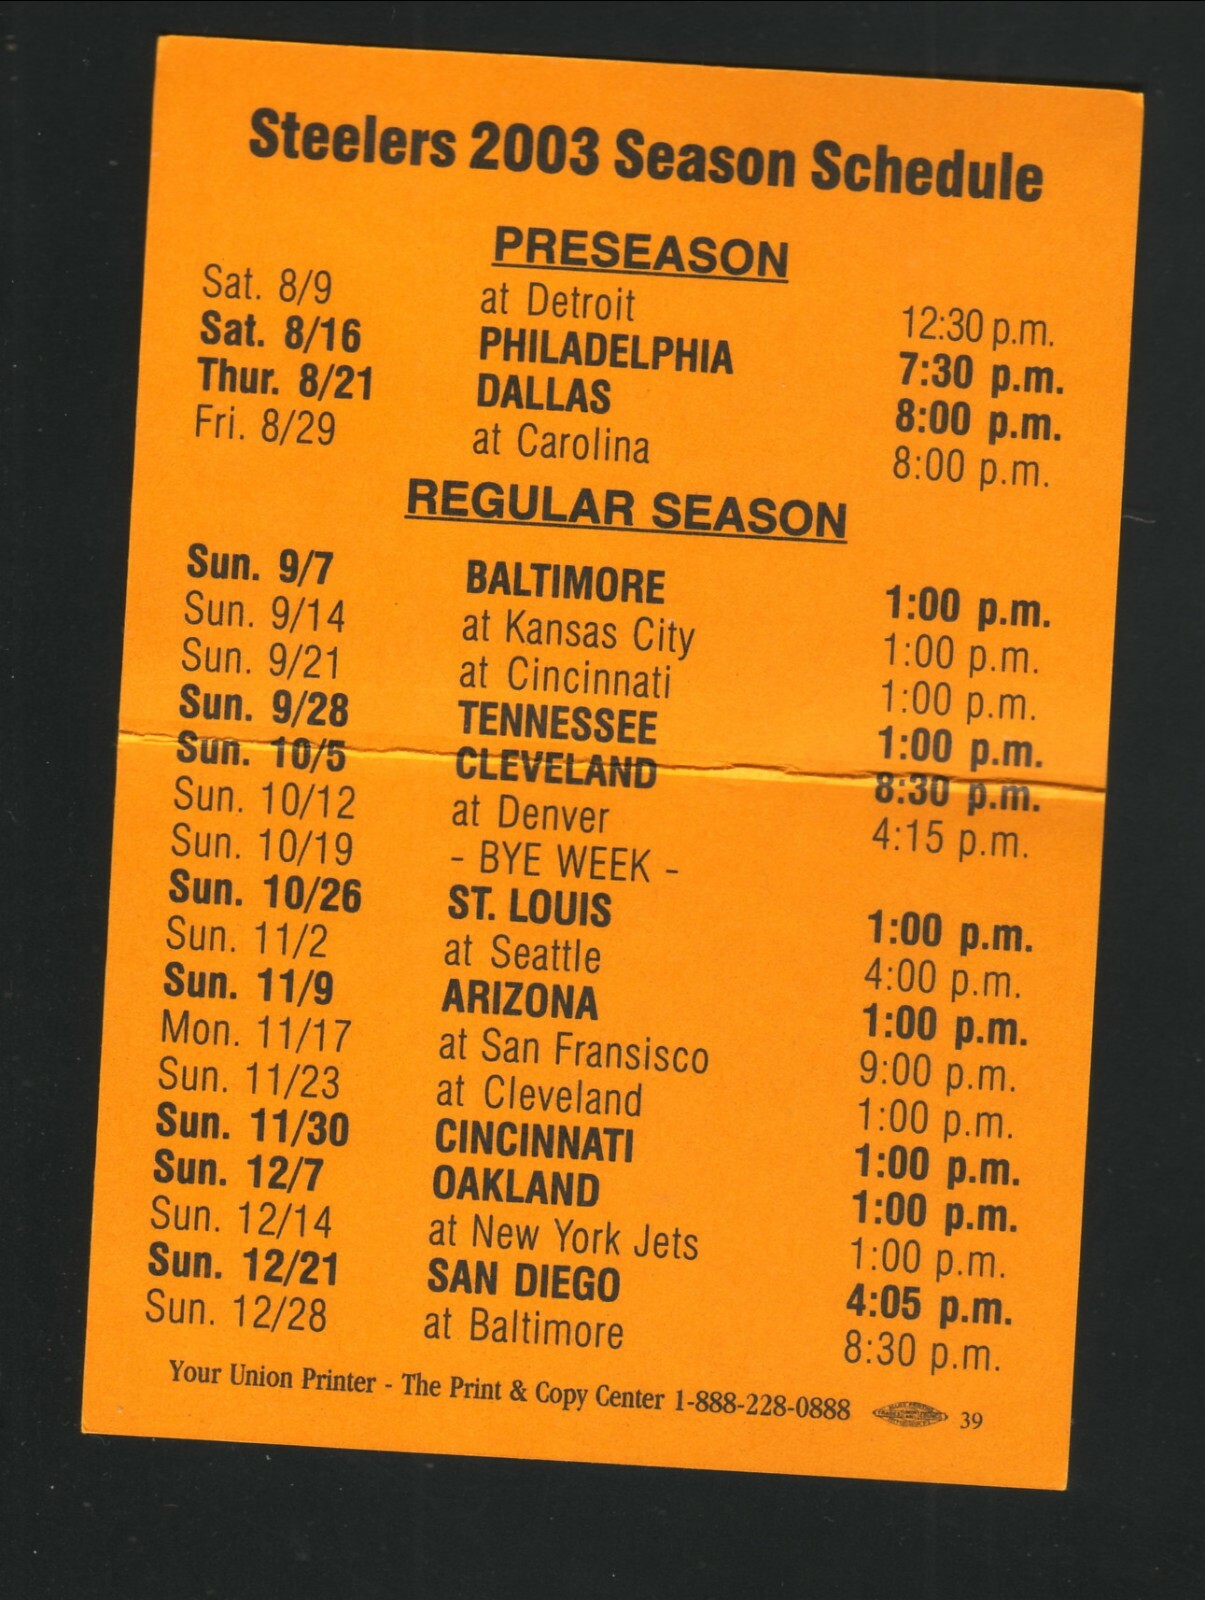 Steelers 2003 Season Schedule
PRESEASON
Sat. 8/9 at Detroit 12:30 p.m.
Sat. 8/16 PHILADELPHIA 7:30 p.m.
Thur. 8/21 DALLAS 8:00 p.m.
Fri. 8/29 at Carolina 8:00 p.m.
REGULAR SEASON
Sun. 9/7 BALTIMORE 1:00 p.m.
Sun. 9/14 at Kansas City 1:00 p.m.
Sun. 9/21 at Cincinnati 1:00 p.m.
Sun. 9/28 TENNESSEE 1:00 p.m.
Sun. 10/5 CLEVELAND 8:30 p.m.
Sun. 10/12 at Denver 4:15 p.m.
Sun. 10/19 - BYE WEEK -
Sun. 10/26 ST. LOUIS 1:00 p.m.
Sun. 11/2 at Seattle 4:00 p.m.
Sun. 11/9 ARIZONA 1:00 p.m.
Mon. 11/17 at San Fransisco 9:00 p.m.
Sun. 11/23 at Cleveland 1:00 p.m.
Sun. 11/30 CINCINNATI 1:00 p.m.
Sun. 12/7 OAKLAND 1:00 p.m.
Sun. 12/14 at New York Jets 1:00 p.m.
Sun. 12/21 SAN DIEGO 4:05 p.m.
Sun. 12/28 at Baltimore 8:30 p.m.
Your Union Printer - The Print & Copy Center 1-888-228-0888 39